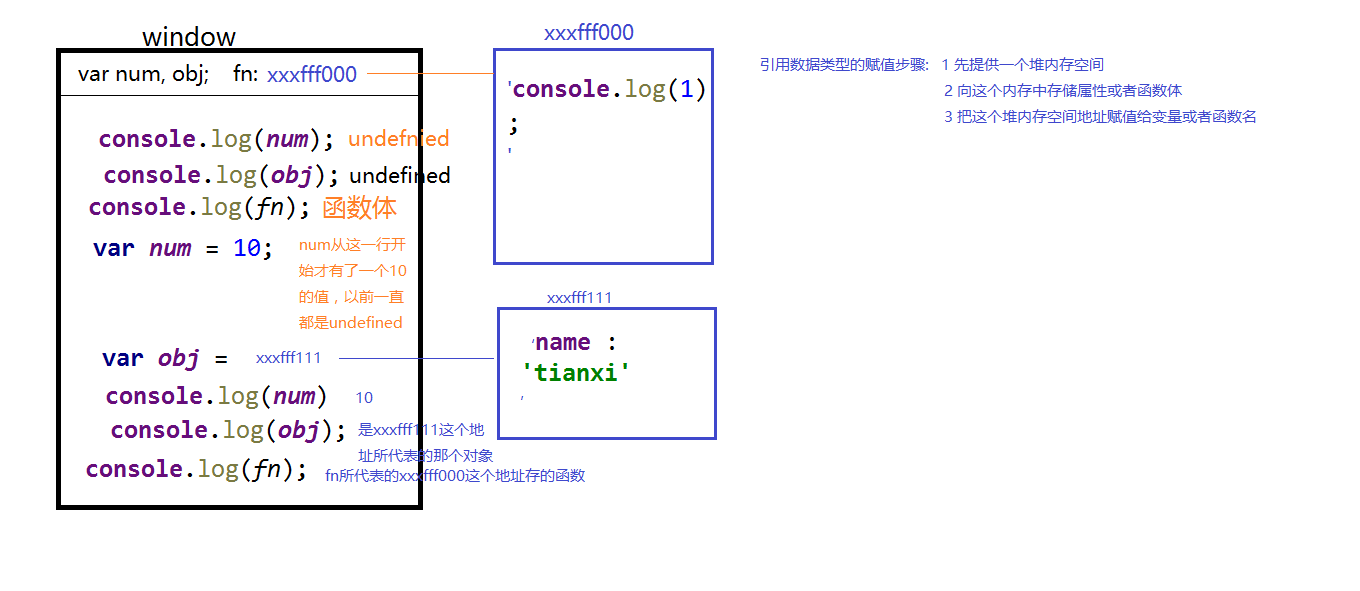 window
var num, obj; fn: xxxfff000
console.log(num); undefnied
console.log(obj); undefined
console.log(fn); 函数体
var num = 10;
num从这一行开
始才有了一个10
的值，以前一直
都是undefined
var obj = xxxfff111
console.log(num) 10
console.log(obj); 是xxxfff111这个地
址所代表的那个对象
console.log(fn); fn所代表的xxxfff000这个地址存的函数
xxxfff000
'console.log(1)
;
'
xxxfff111
'name :
'tianxi'
'
引用数据类型的赋值步骤: 1 先提供一个堆内存空间
2 向这个内存中存储属性或者函数体
3 把这个堆内存空间地址赋值给变量或者函数名